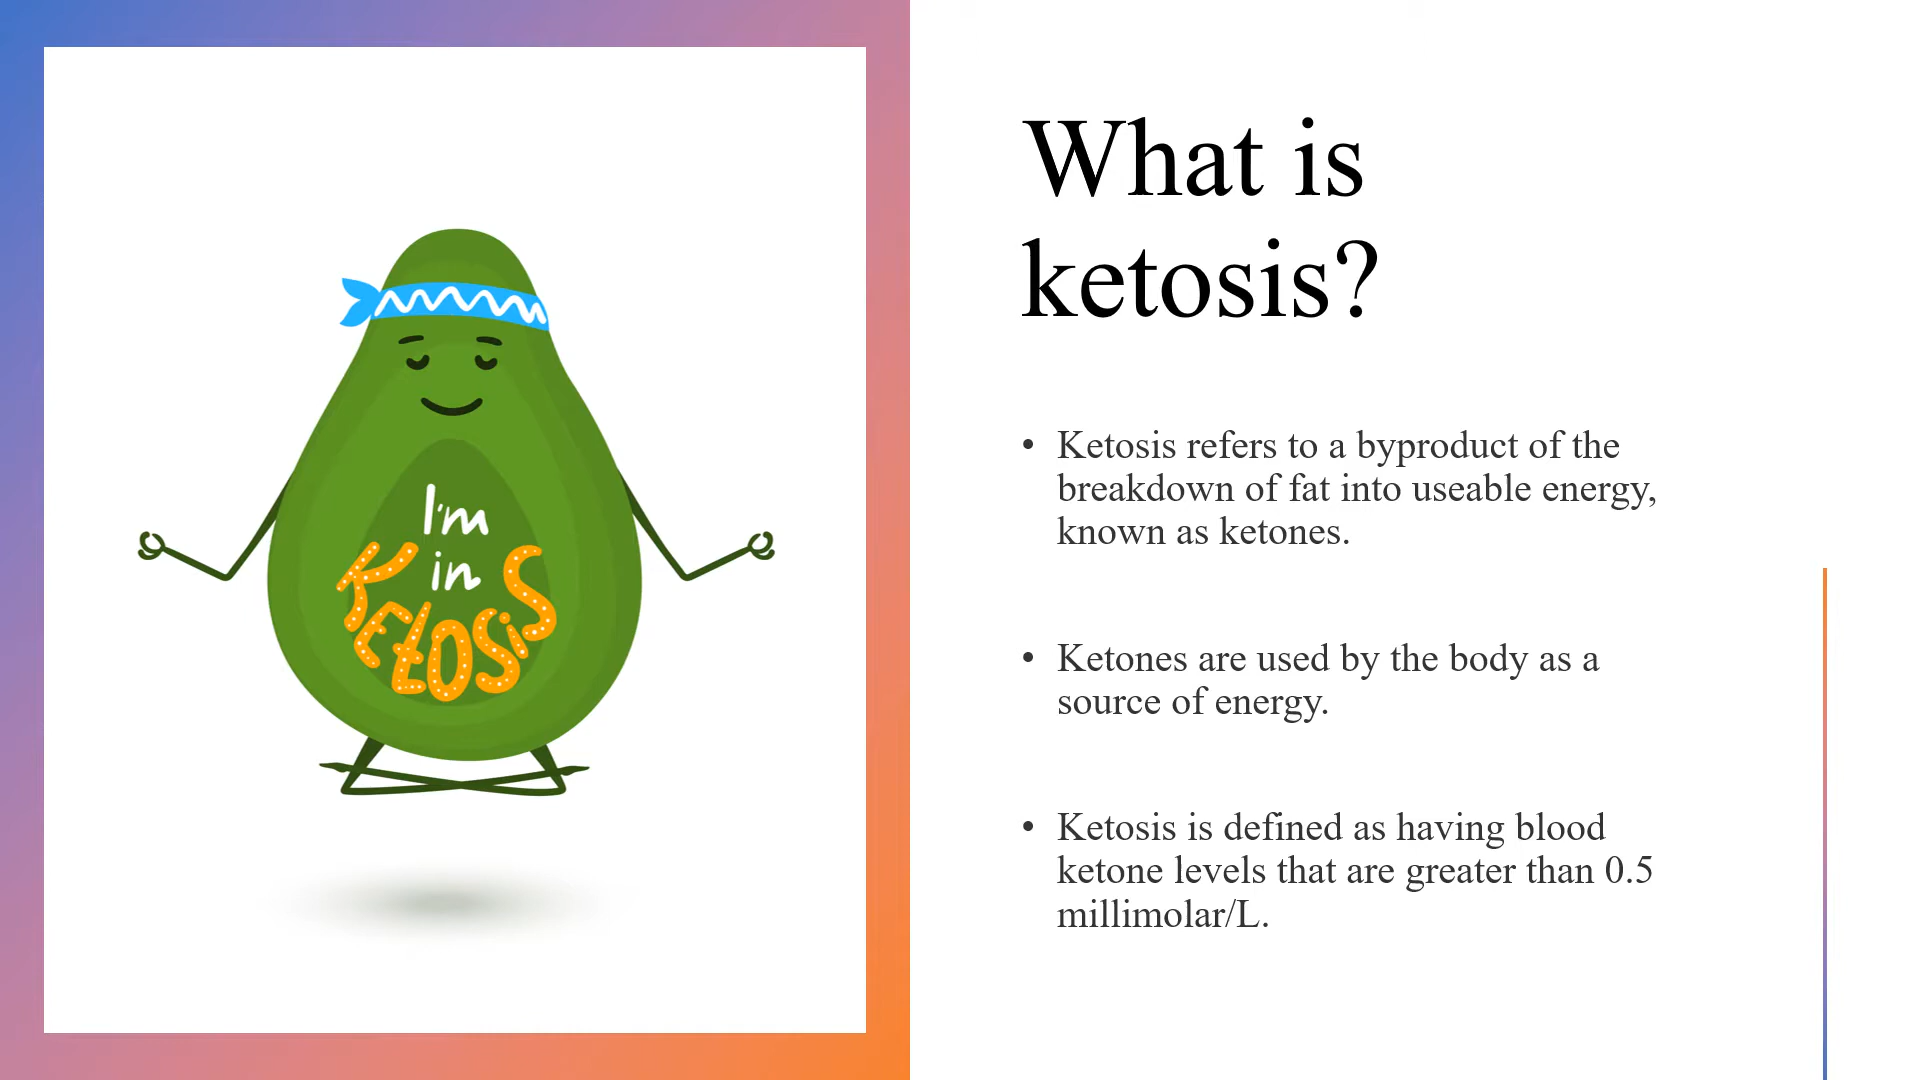 I'm
in
KETOSIS
What is
ketosis?
• Ketosis refers to a byproduct of the
breakdown of fat into useable energy,
known as ketones.
• Ketones are used by the body as a
source of energy.
• Ketosis is defined as having blood
ketone levels that are greater than 0.5
millimolar/L.